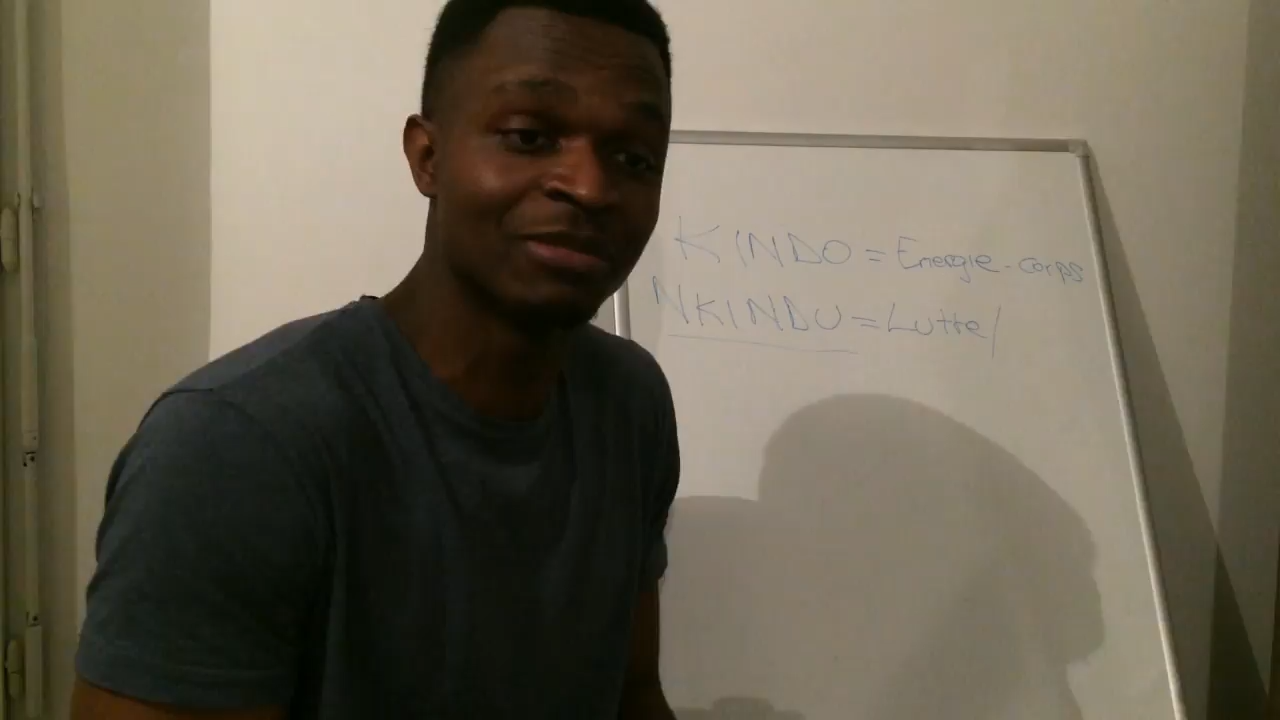 KINDO = Energie-corps
NKINDU = Lutte/